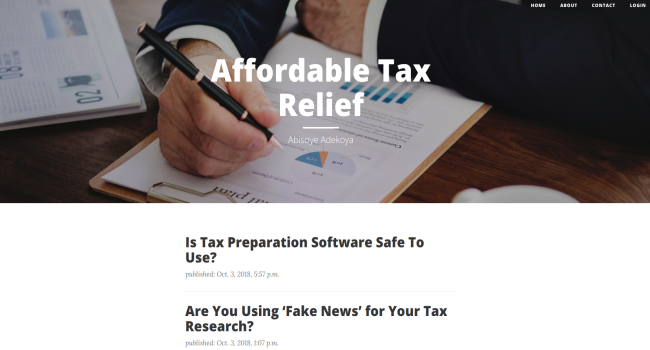 HOME ABOUT CONTACT LOGIN
Affordable Tax
Relief
Abisoye Adekoya
Is Tax Preparation Software Safe To
Use?
published: Oct. 3, 2018, 5:57 p.m.
Are You Using ‘Fake News’ for Your Tax
Research?
published: Oct. 3, 2018, 1:07 p.m.